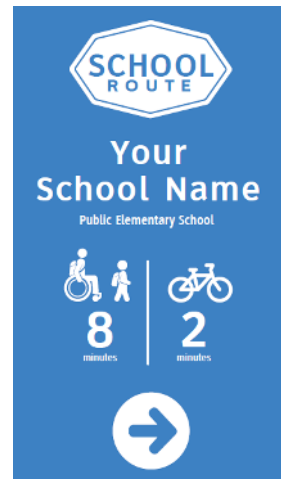 SCHOOL
ROUTE
Your
School Name
Public Elementary School
8 2
minutes minutes